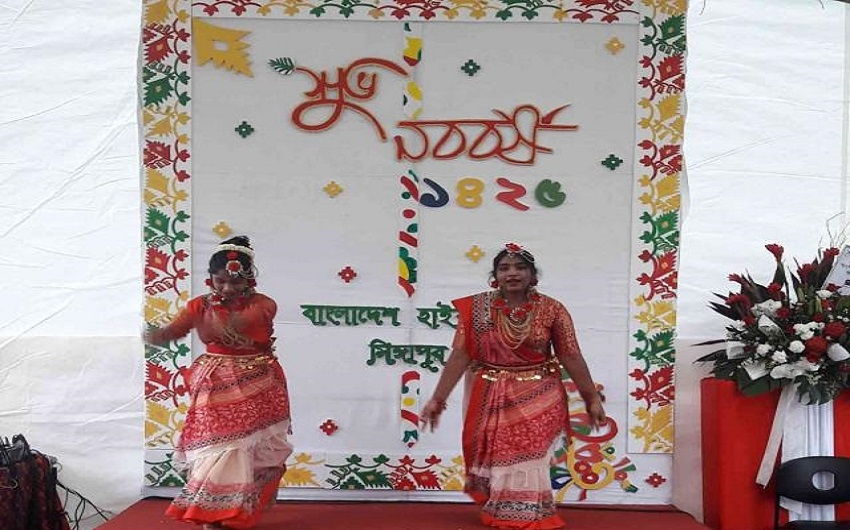 শুভ
নববর্ষ
১৪২৬
বাংলাদেশ হাই
সিঙ্গাপুর